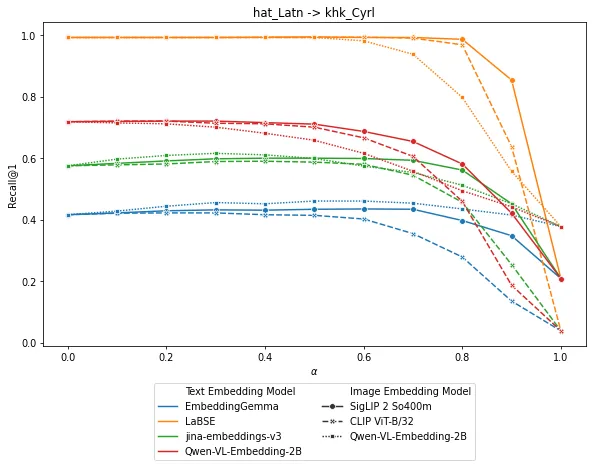 hat_Latn -> khk_Cyrl
Recall@1
1.0
0.8
0.6
0.4
0.2
0.0
0.0 0.2 0.4 0.6 0.8 1.0
α
Text Embedding Model Image Embedding Model
EmbeddingGemma SigLIP 2 So400m
LaBSE CLIP ViT-B/32
jina-embeddings-v3 Qwen-VL-Embedding-2B
Qwen-VL-Embedding-2B